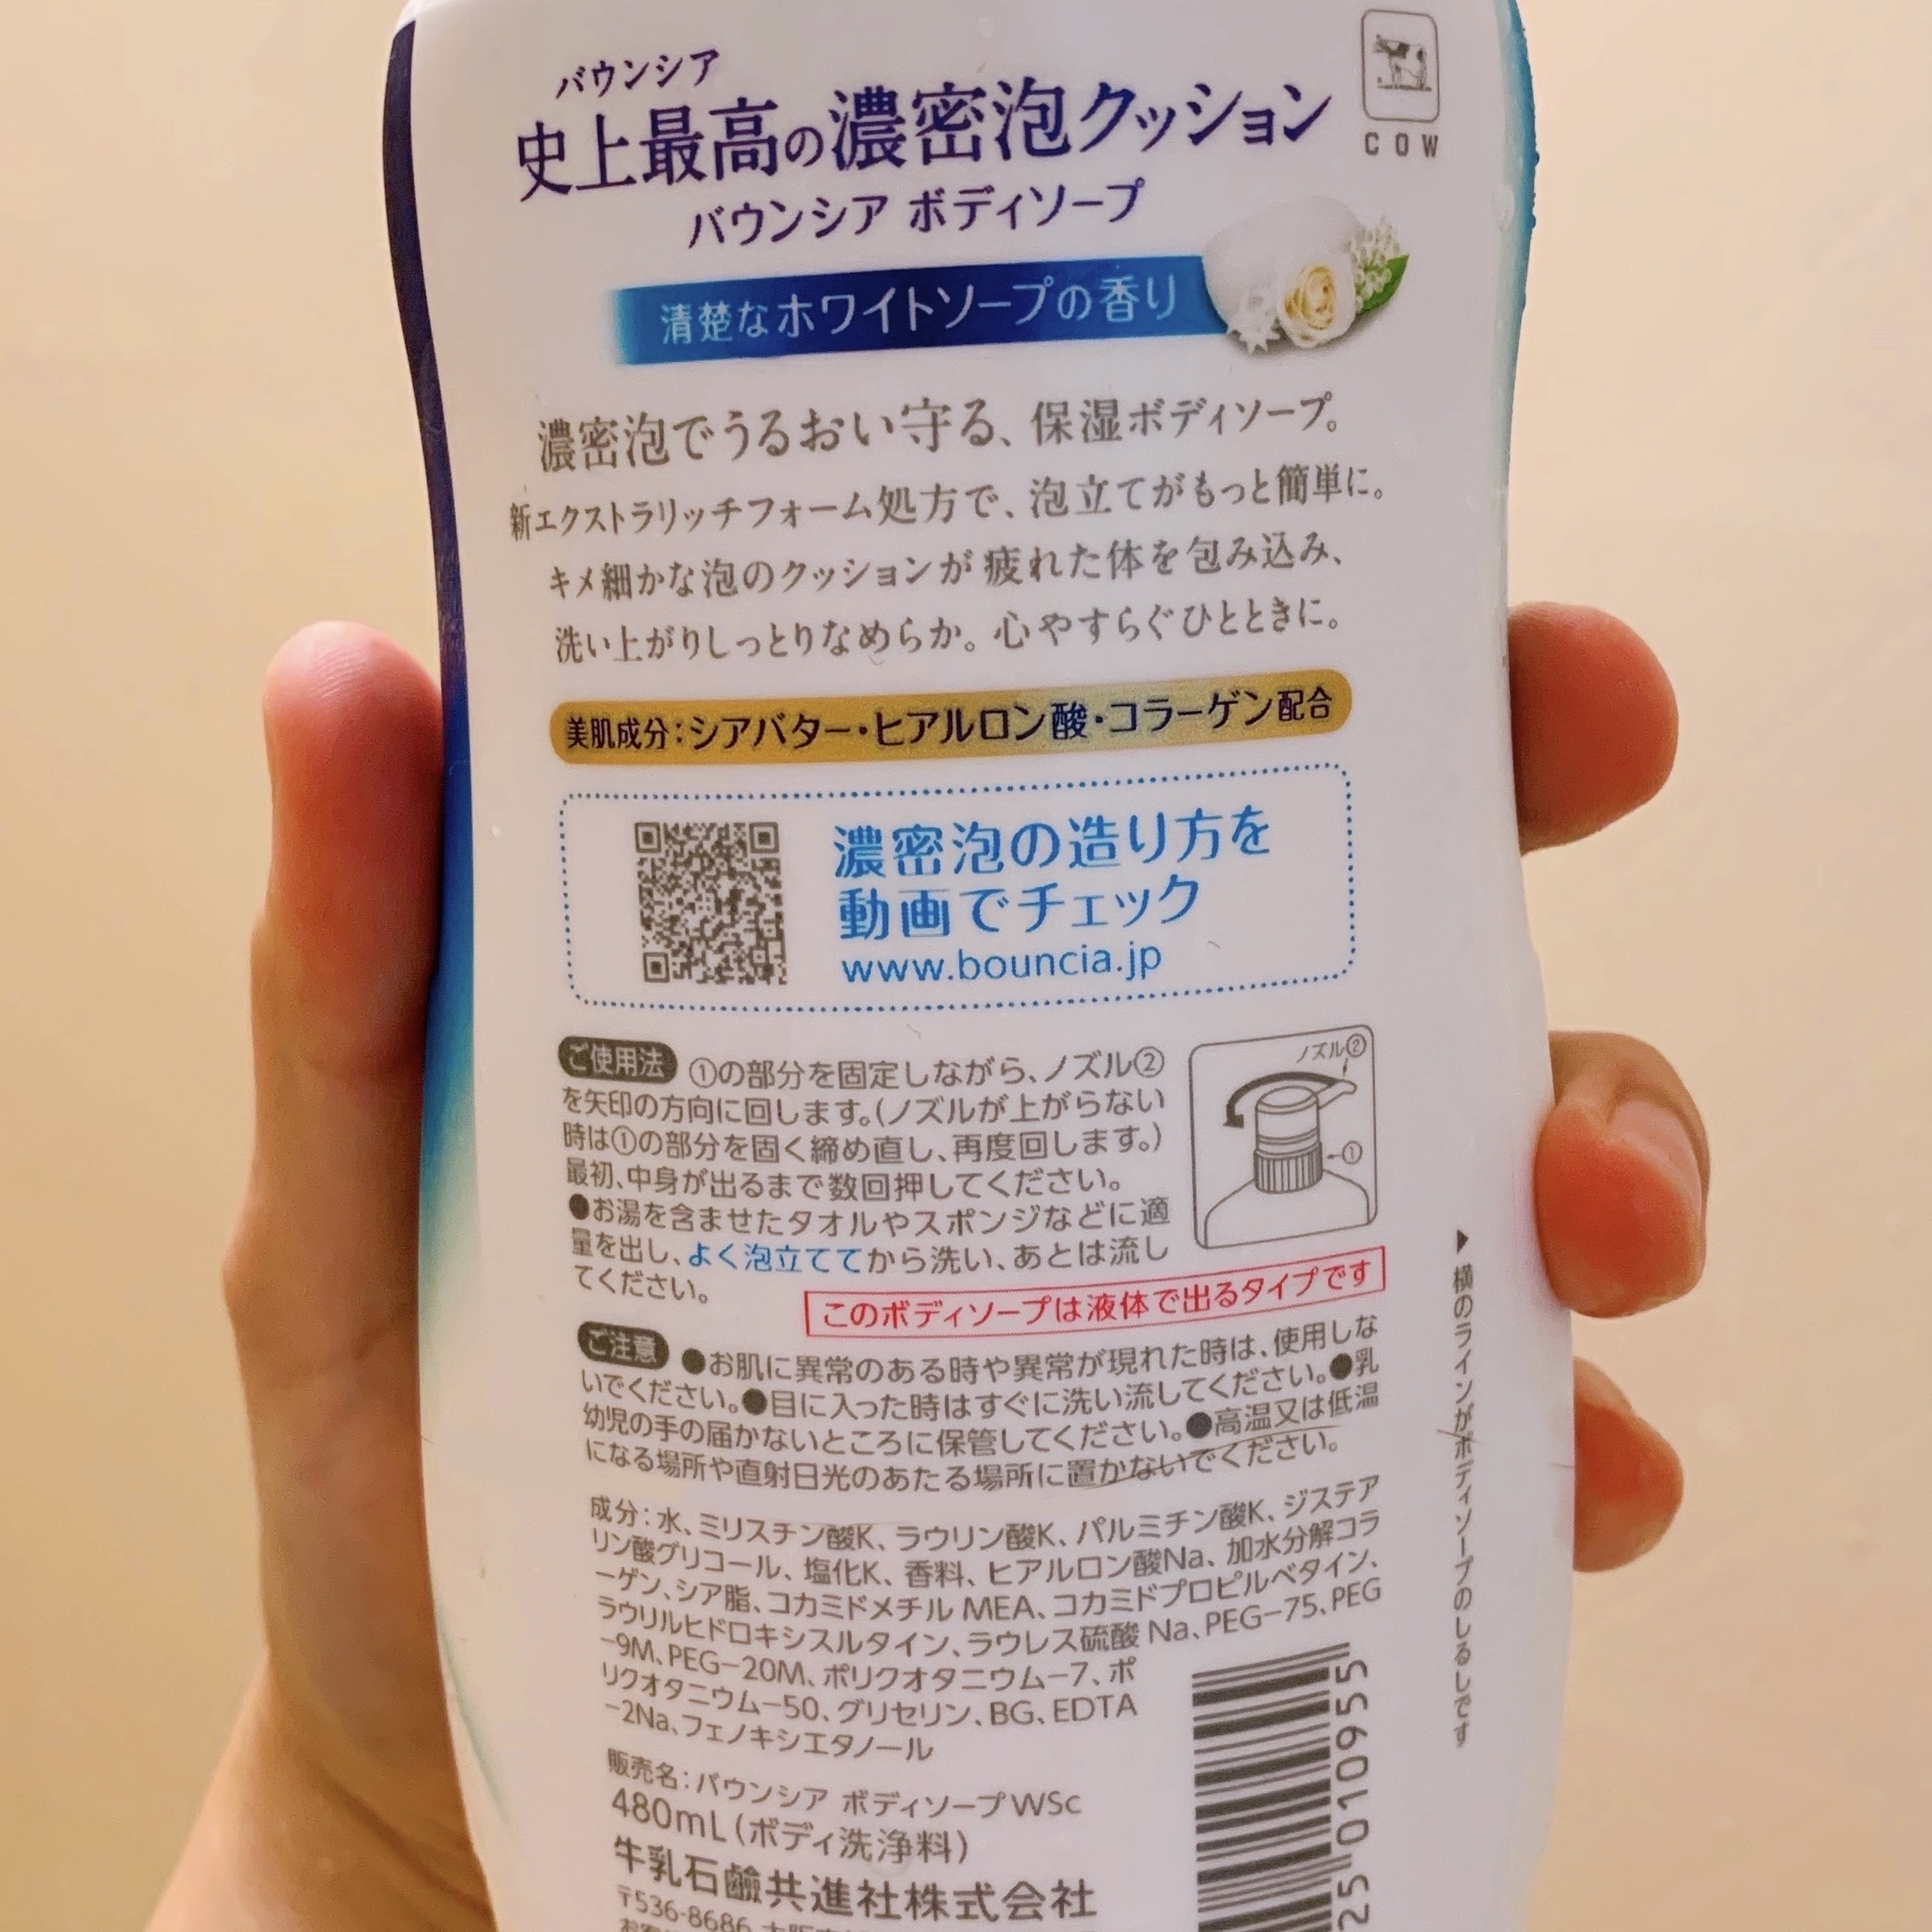 バウンシア
史上最高の濃密泡クッション
COW
バウンシア ボディソープ
清楚なホワイトソープの香り
濃密泡でうるおい守る、保湿ボディソープ。
新エクストラリッチフォーム処方で、泡立てがもっと簡単に。
キメ細かな泡のクッションが疲れた体を包み込み、
洗い上がりしっとりなめらか。心やすらぐひとときに。
美肌成分:シアバター・ヒアルロン酸・コラーゲン配合
濃密泡の造り方を
動画でチェック
www.bouncia.jp
ご使用法 ①の部分を固定しながら、ノズル②
を矢印の方向に回します。(ノズルが上がらない
時は①の部分を固く締め直し、再度回します。)
最初、中身が出るまで数回押してください。
●お湯を含ませたタオルやスポンジなどに適
量を出し、よく泡立ててから洗い、あとは流し
てください。
ノズル②
①
このボディソープは液体で出るタイプです
ご注意 ●お肌に異常のある時や異常が現れた時は、使用しな
いでください。●目に入った時はすぐに洗い流してください。●乳
幼児の手の届かないところに保管してください。●高温又は低温
になる場所や直射日光のあたる場所に置かないでください。
成分:水、ミリスチン酸K、ラウリン酸K、パルミチン酸K、ジステア
リン酸グリコール、塩化K、香料、ヒアルロン酸Na、加水分解コラ
ーゲン、シア脂、コカミドメチルMEA、コカミドプロピルベタイン、
ラウリルヒドロキシスルタイン、ラウレス硫酸Na、PEG-75、PEG
-9M、PEG-20M、ポリクオタニウム-7、ポ
リクオタニウム-50、グリセリン、BG、EDTA
-2Na、フェノキシエタノール
販売名:バウンシア ボディソープWSc
480mL(ボディ洗浄料)
牛乳石鹼共進社株式会社
〒536-8686
▶横のラインがボディソープのしるしです
25 010955